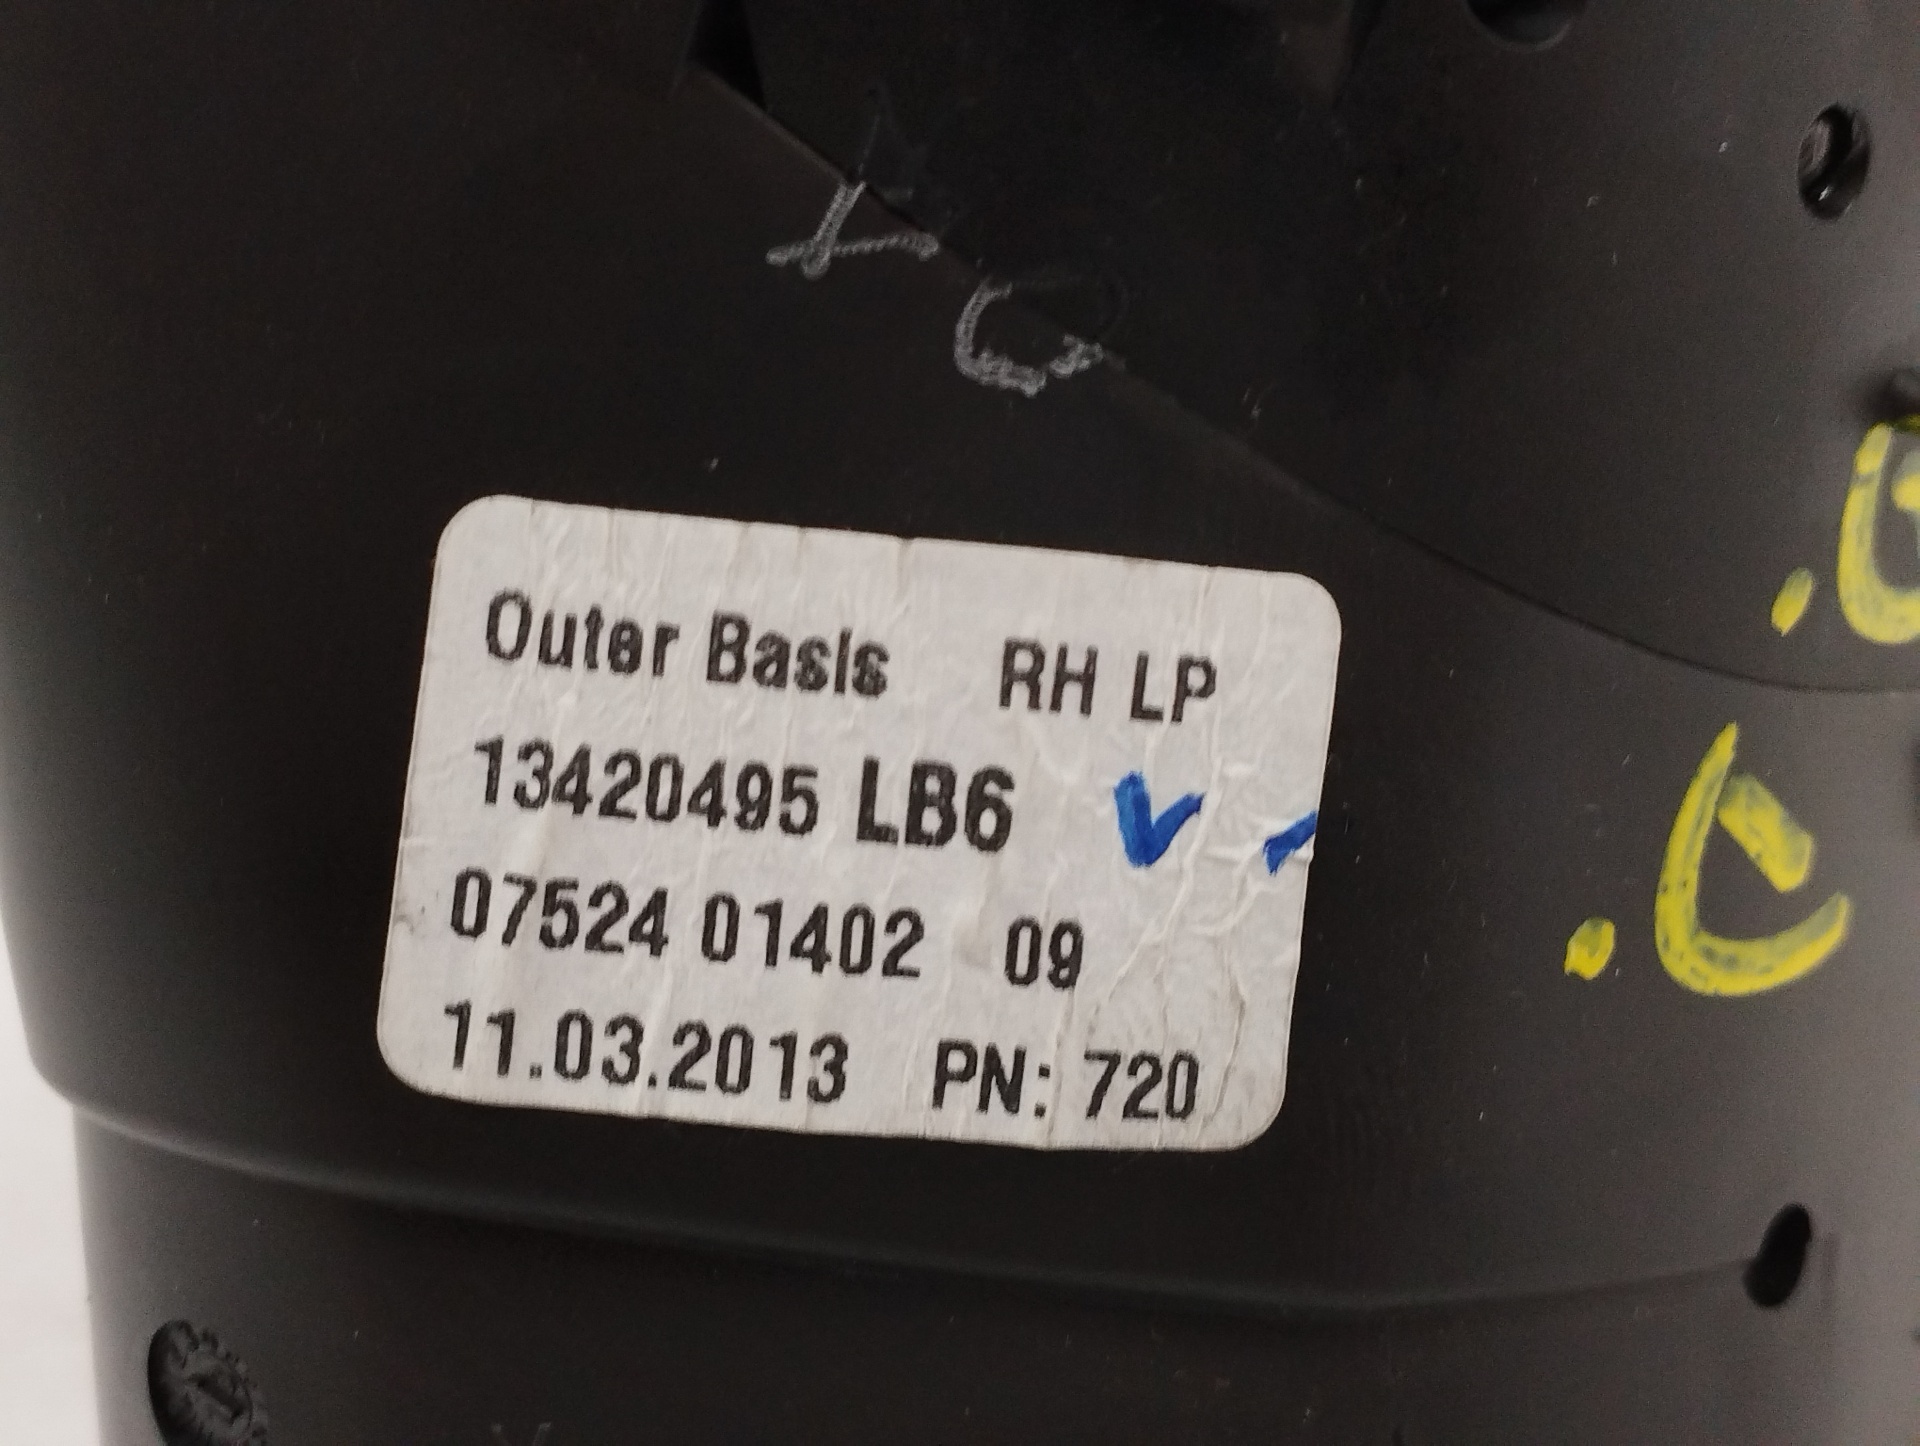 Outer Basis RH LP
13420495 LB6
07524 01402 09
11.03.2013 PN: 720